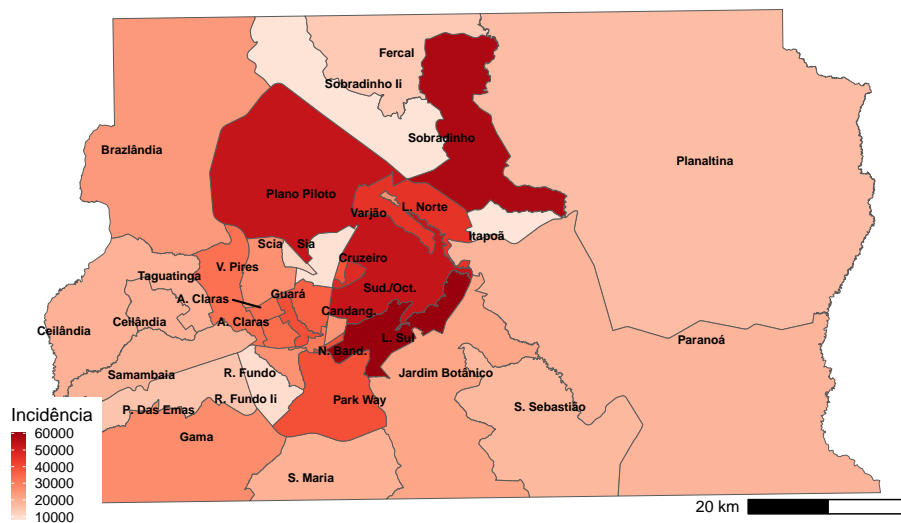 Fercal
Sobradinho Ii
Sobradinho
Brazlândia
Planaltina
Plano Piloto
L. Norte
Varjão
Itapoã
Scia
Sia
Cruzeiro
V. Pires
Taguatinga
Sud./Oct.
Guará
A. Claras
Candang.
Ceilândia
Ceilândia
A. Claras
L. Sul
Paranoá
N. Band.
Samambaia
R. Fundo
Jardim Botânico
R. Fundo Ii
Park Way
S. Sebastião
P. Das Emas
Gama
S. Maria
Incidência
60000
50000
40000
30000
20000
10000
20 km